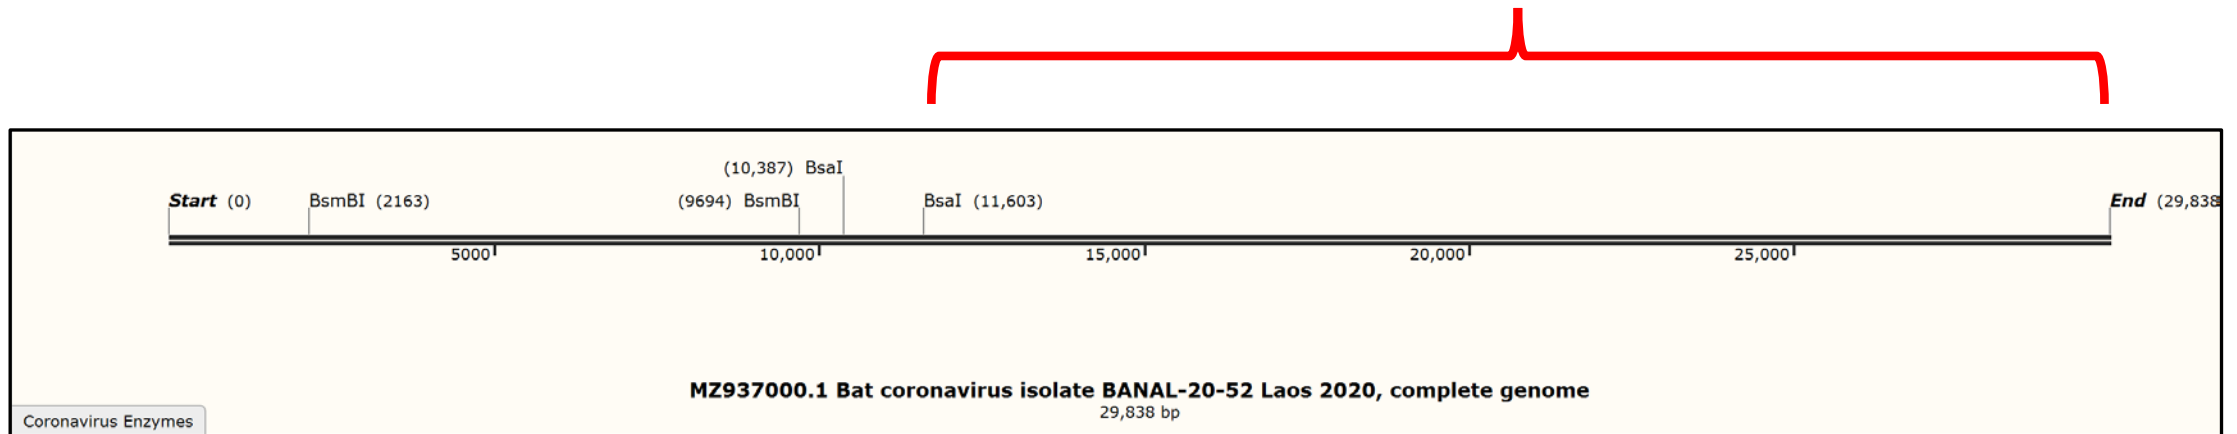 (10,387) BsaI
Start (0) BsmBI (2163) (9694) BsmBI BsaI (11,603) End (29,838
5000 10,000 15,000 20,000 25,000
MZ937000.1 Bat coronavirus isolate BANAL-20-52 Laos 2020, complete genome
29,838 bp
Coronavirus Enzymes